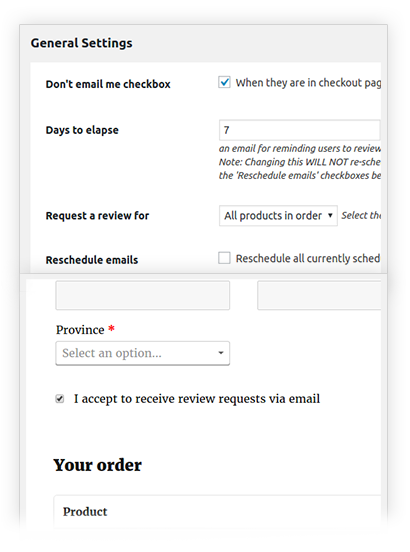 General Settings
Don't email me checkbox
When they are in checkout pag
Days to elapse
7
an email for reminding users to review
Note: Changing this WILL NOT re-sche
the 'Reschedule emails' checkboxes be
Request a review for
All products in order
Select the
Reschedule emails
Reschedule all currently sched
Province *
Select an option...
I accept to receive review requests via email
Your order
Product